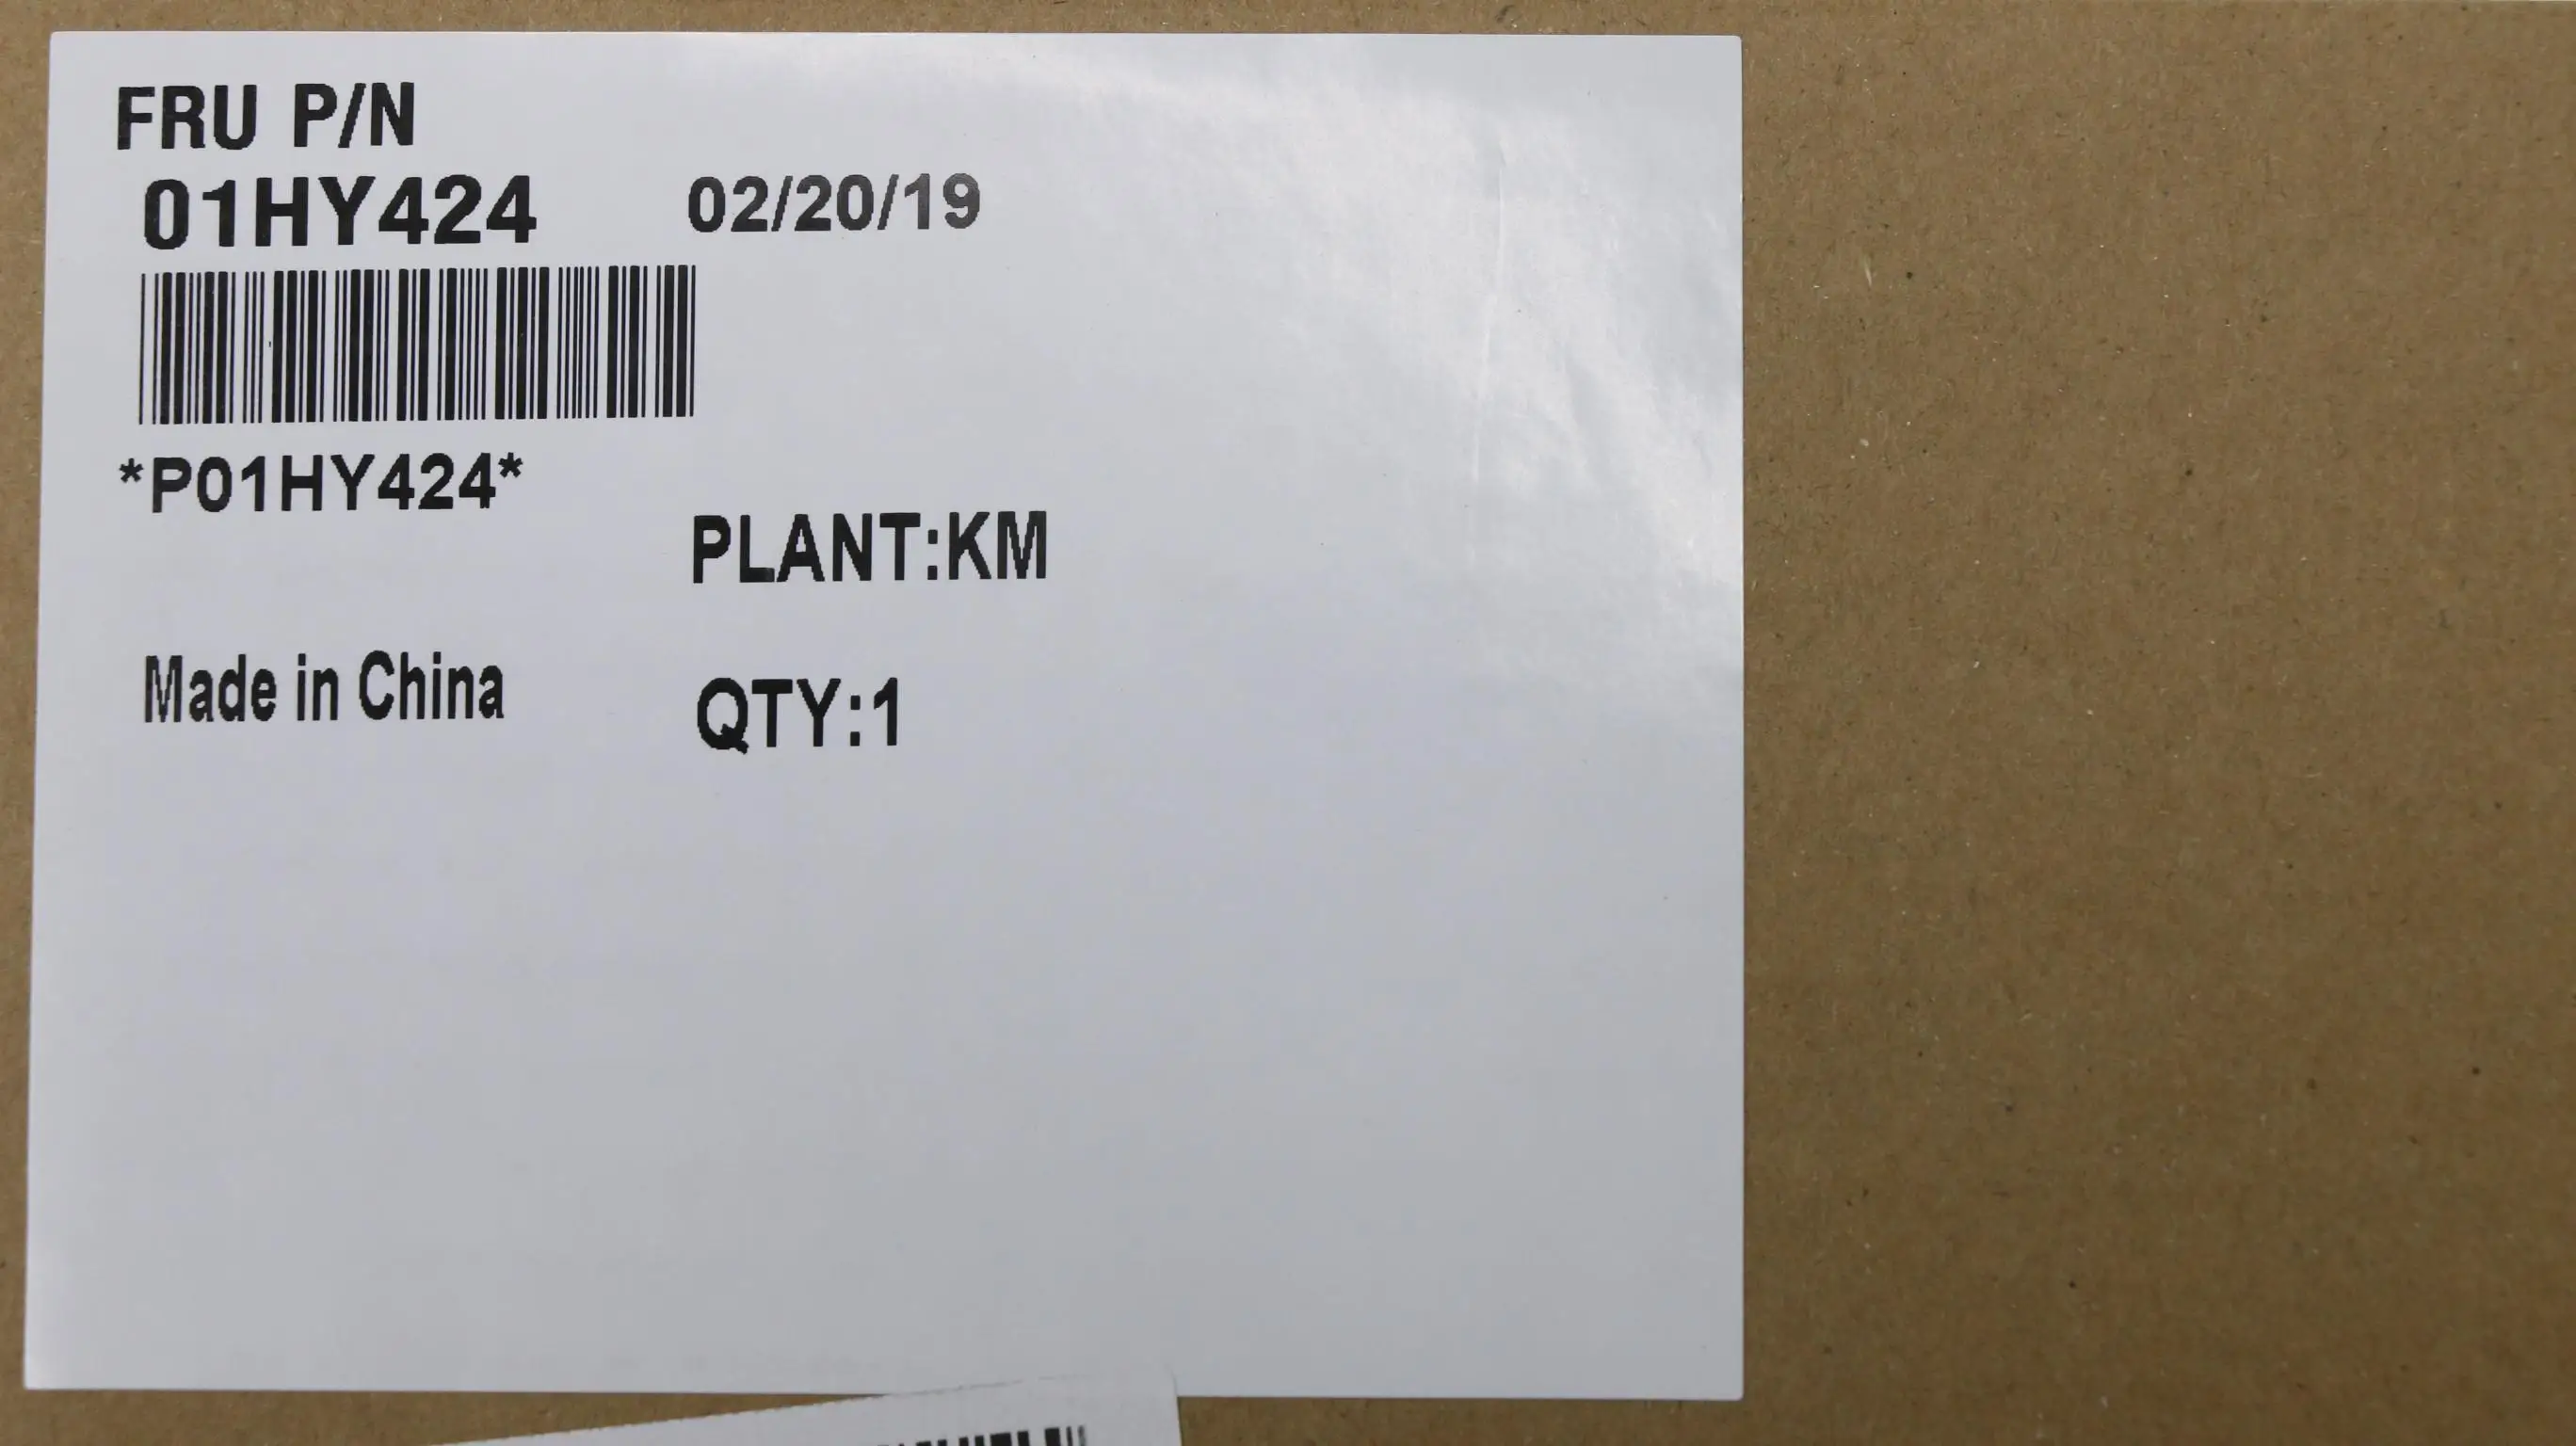 FRU P/N
01HY424 02/20/19
*P01HY424*
PLANT:KM
Made in China QTY:1